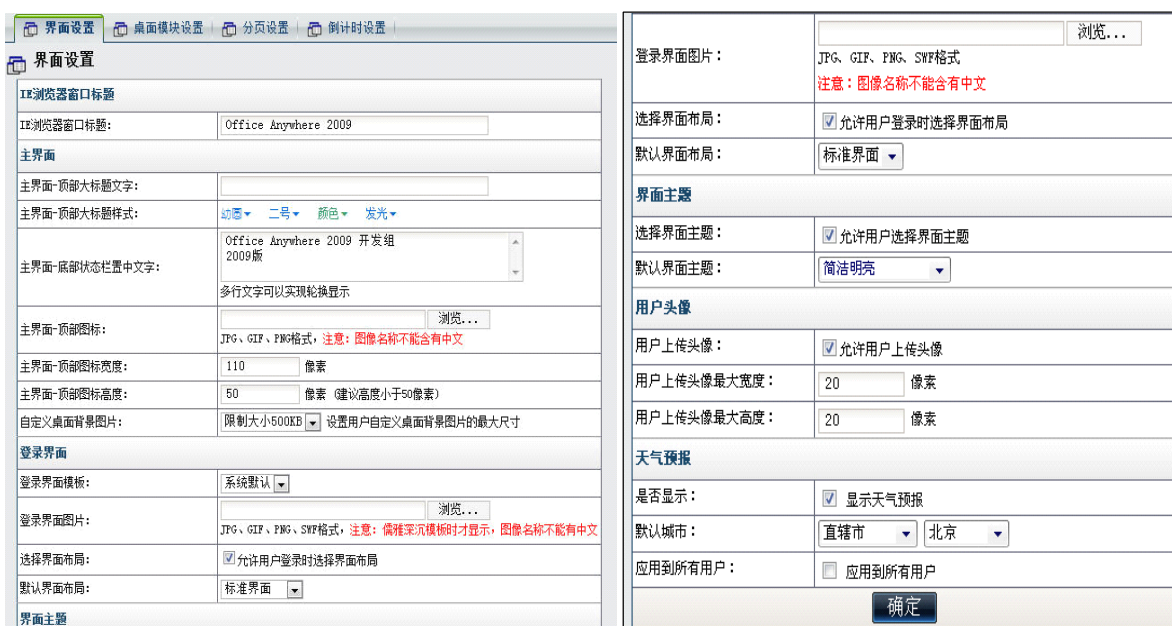 界面设置 桌面模块设置 分页设置 倒计时设置
界面设置
IE浏览器窗口标题
IE浏览器窗口标题: Office Anywhere 2009
主界面
主界面-顶部大标题文字:
主界面-顶部大标题样式: 幼圆 二号 颜色 发光
主界面-底部状态栏置中文字: Office Anywhere 2009 开发组
2009版
多行文字可以实现轮换显示
主界面-顶部图标: 浏览...
JPG、GIF、PNG格式，注意：图像名称不能含有中文
主界面-顶部图标宽度: 110 像素
主界面-顶部图标高度: 50 像素（建议高度小于50像素）
自定义桌面背景图片: 限制大小500KB 设置用户自定义桌面背景图片的最大尺寸
登录界面
登录界面模板: 系统默认
登录界面图片: 浏览...
JPG、GIF、PNG、SWF格式，注意：儒雅深沉模板时才显示，图像名称不能有中文
选择界面布局: 允许用户登录时选择界面布局
默认界面布局: 标准界面
界面主题
登录界面图片： 浏览...
JPG、GIF、PNG、SWF格式
注意：图像名称不能含有中文
选择界面布局： 允许用户登录时选择界面布局
默认界面布局： 标准界面
界面主题
选择界面主题： 允许用户选择界面主题
默认界面主题： 简洁明亮
用户头像
用户上传头像： 允许用户上传头像
用户上传头像最大宽度： 20 像素
用户上传头像最大高度： 20 像素
天气预报
是否显示： 显示天气预报
默认城市： 直辖市 北京
应用到所有用户： 应用到所有用户
确定